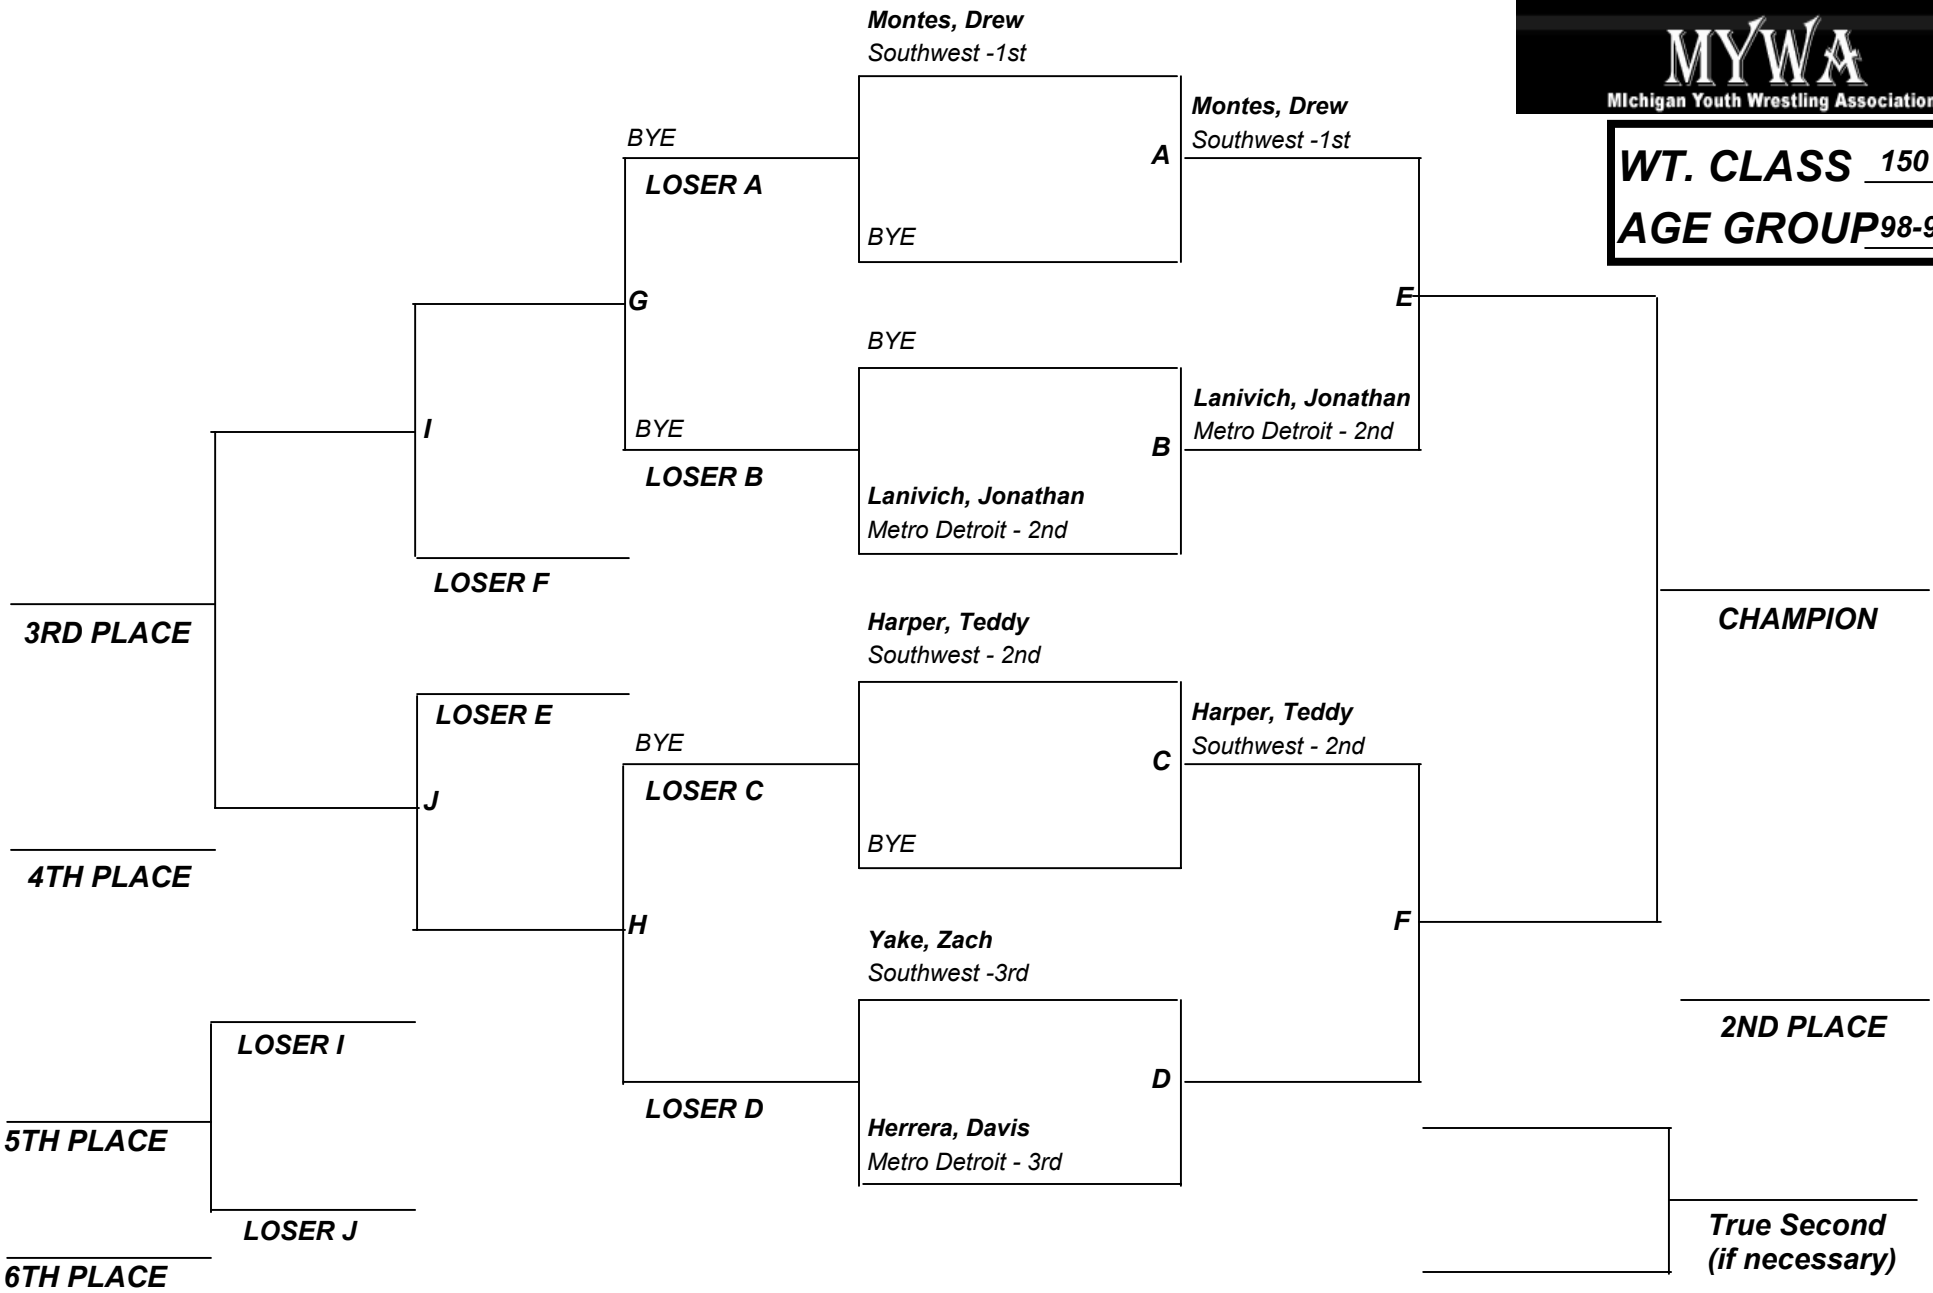 MYWA
MIchigan Youth Wrestling Association
WT. CLASS 150
AGE GROUP 98-9
Montes, Drew
Southwest -1st
A
BYE
Montes, Drew
Southwest -1st
BYE
LOSER A
G
E
BYE
B
Lanivich, Jonathan
Metro Detroit - 2nd
Lanivich, Jonathan
Metro Detroit - 2nd
BYE
LOSER B
I
LOSER F
3RD PLACE
Harper, Teddy
Southwest - 2nd
C
BYE
Harper, Teddy
Southwest - 2nd
CHAMPION
LOSER E
BYE
LOSER C
J
4TH PLACE
H
F
Yake, Zach
Southwest -3rd
D
Herrera, Davis
Metro Detroit - 3rd
2ND PLACE
LOSER I
LOSER D
5TH PLACE
LOSER J
6TH PLACE
True Second
(if necessary)